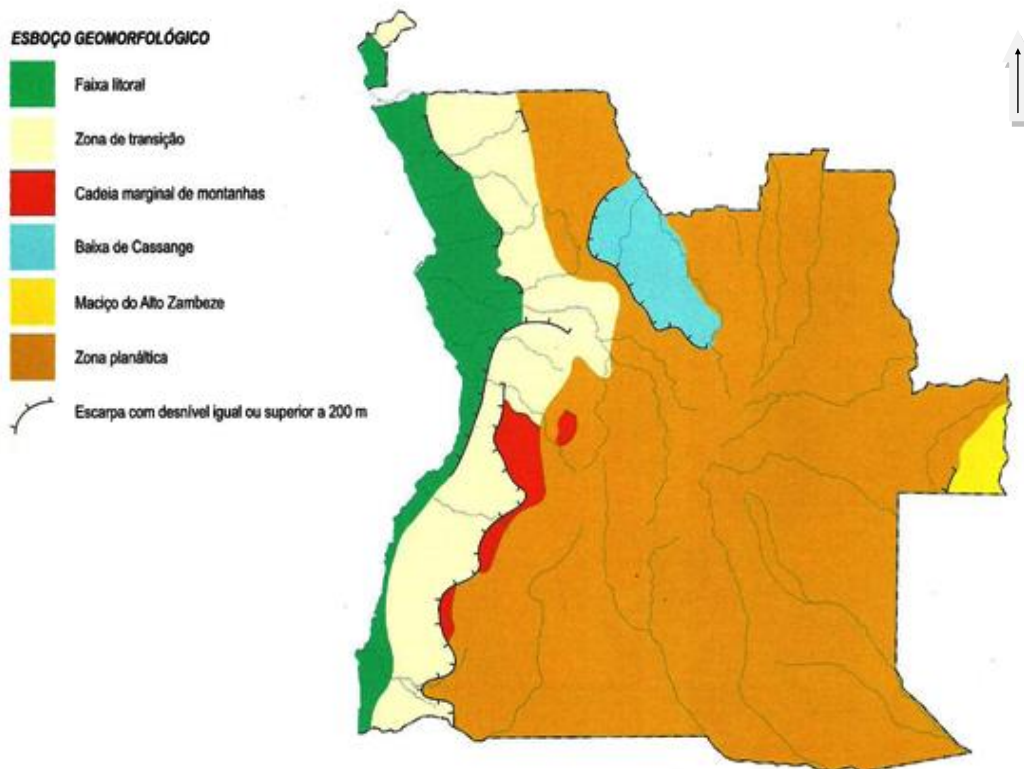 ESBOÇO GEOMORFOLÓGICO
Faixa litoral
Zona de transição
Cadeia marginal de montanhas
Baixa de Cassange
Maciço do Alto Zambeze
Zona planáltica
Escarpa com desnível igual ou superior a 200 m